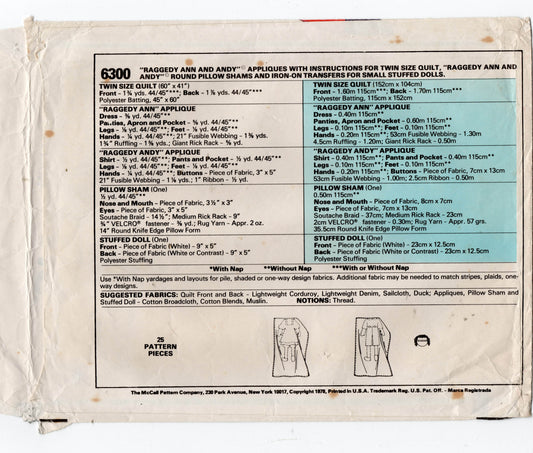 6300
"RAGGEDY ANN AND ANDY"© APPLIQUES WITH INSTRUCTIONS FOR TWIN SIZE QUILT, "RAGGEDY ANN AND
ANDY"© ROUND PILLOW SHAMS AND IRON-ON TRANSFERS FOR SMALL STUFFED DOLLS.
TWIN SIZE QUILT (60" x 41")
Front - 1¾ yds. 44/45"***; Back - 1⅞ yds. 44/45"***
Polyester Batting, 45" x 60"
"RAGGEDY ANN" APPLIQUE
Dress - ⅜ yd. 44/45"**
Panties, Apron and Pocket - ⅝ yd. 44/45"**
Legs - ⅛ yd. 44/45"***; Feet - ⅛ yd. 44/45"***
Hands - ¼ yd. 44/45"**; 21" Fusible Webbing - 1⅜ yds.
1¾" Ruffling - 1⅜ yds.; Giant Rick Rack - ⅝ yd.
"RAGGEDY ANDY" APPLIQUE
Shirt - ½ yd. 44/45"**; Pants and Pocket - ½ yd. 44/45"**
Legs - ⅛ yd. 44/45"***; Feet - ⅛ yd. 44/45"***
Hands - ¼ yd. 44/45"**; Buttons - Piece of Fabric, 3" x 5"
21" Fusible Webbing - 1⅛ yds.; 1" Ribbon - ½ yd.
PILLOW SHAM (One)
½ yd. 44/45"**
Nose and Mouth - Piece of Fabric, 3½" x 3"
Eyes - Piece of Fabric, 3" x 5"
Soutache Braid - 14½"; Medium Rick Rack - 9"
¾" VELCRO® fastener - ⅜ yd.; Rug Yarn - Appr. 2 oz.
14" Round Knife Edge Pillow Form
STUFFED DOLL (One)
Front - Piece of Fabric (White) - 9" x 5"
Back - Piece of Fabric (White or Contrast) - 9" x 5"
Polyester Stuffing
TWIN SIZE QUILT (152cm x 104cm)
Front - 1.60m 115cm***; Back - 1.70m 115cm***
Polyester Batting, 115cm x 152cm
"RAGGEDY ANN" APPLIQUE
Dress - 0.40m 115cm**
Panties, Apron and Pocket - 0.60m 115cm**
Legs - 0.10m 115cm***; Feet - 0.10m 115cm***
Hands - 0.20m 115cm**; 53cm Fusible Webbing - 1.30m
4.5cm Ruffling - 1.20m; Giant Rick Rack - 0.50m
"RAGGEDY ANDY" APPLIQUE
Shirt - 0.40m 115cm**; Pants and Pocket - 0.40m 115cm**
Legs - 0.10m 115cm***; Feet - 0.10m 115cm***
Hands - 0.20m 115cm**; Buttons - Piece of Fabric, 7cm x 13cm
53cm Fusible Webbing - 1.00m; 2.5cm Ribbon - 0.50m
PILLOW SHAM (One)
0.50m 115cm**
Nose and Mouth - Piece of Fabric, 8cm x 7cm
Eyes - Piece of Fabric, 7cm x 13cm
Soutache Braid - 37cm; Medium Rick Rack - 23cm
2cm VELCRO® fastener - 0.30m; Rug Yarn - Appr. 57 grs.
35.5cm Round Knife Edge Pillow Form
STUFFED DOLL (One)
Front - Piece of Fabric (White) - 23cm x 12.5cm
Back - Piece of Fabric (White or Contrast) - 23cm x 12.5cm
Polyester Stuffing
*With Nap **Without Nap ***With or Without Nap
Use *With Nap yardages and layouts for pile, shaded or one-way design fabrics. Additional fabric may be needed to match stripes, plaids, one-
way designs.
SUGGESTED FABRICS: Quilt Front and Back - Lightweight Corduroy, Lightweight Denim, Sailcloth, Duck; Appliques, Pillow Sham and
Stuffed Doll - Cotton Broadcloth, Cotton Blends, Muslin. NOTIONS: Thread.
25
PATTERN
PIECES
The McCall Pattern Company, 230 Park Avenue, New York 10017, Copyright 1978, Printed in U.S.A. Trademark Reg. U.S. Pat. Off. - Marca Registrada